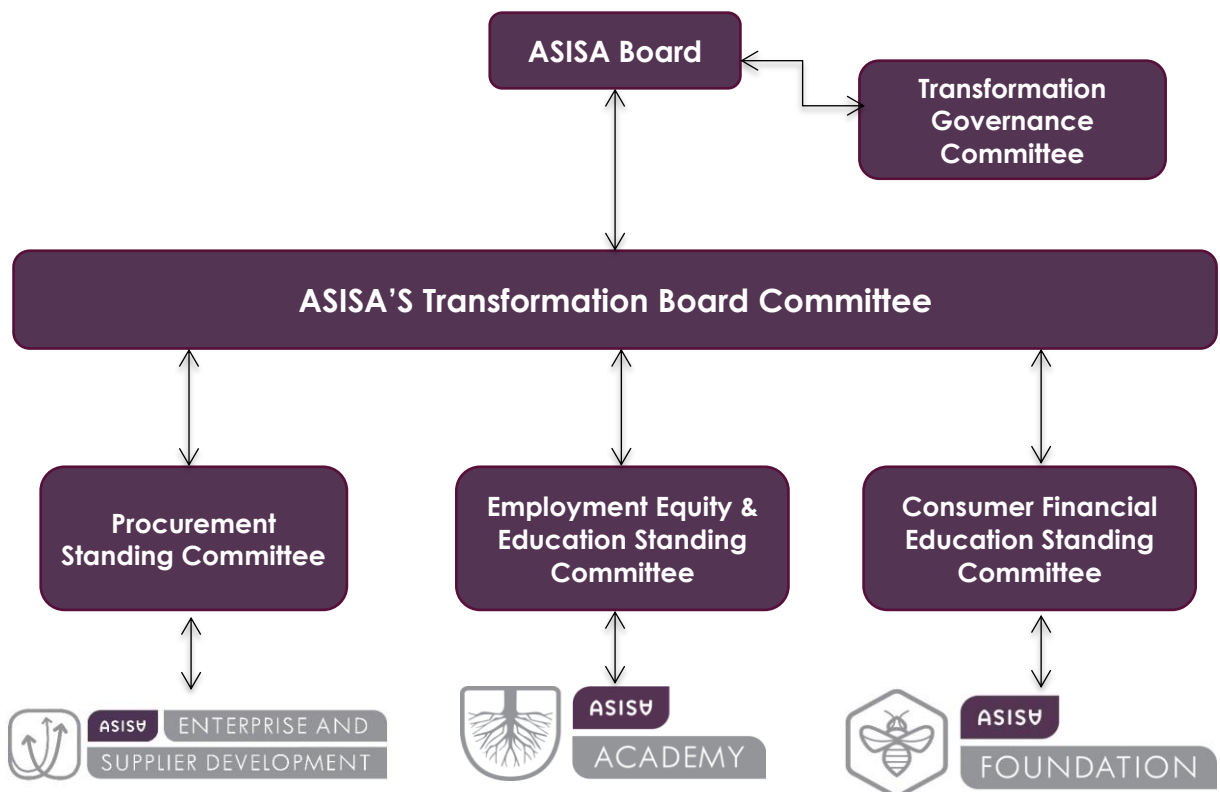 ASISA Board
Transformation
Governance
Committee
ASISA'S Transformation Board Committee
Procurement
Standing Committee
Employment Equity &
Education Standing
Committee
Consumer Financial
Education Standing
Committee
ASISA ENTERPRISE AND
SUPPLIER DEVELOPMENT
ASISA
ACADEMY
ASISA
FOUNDATION